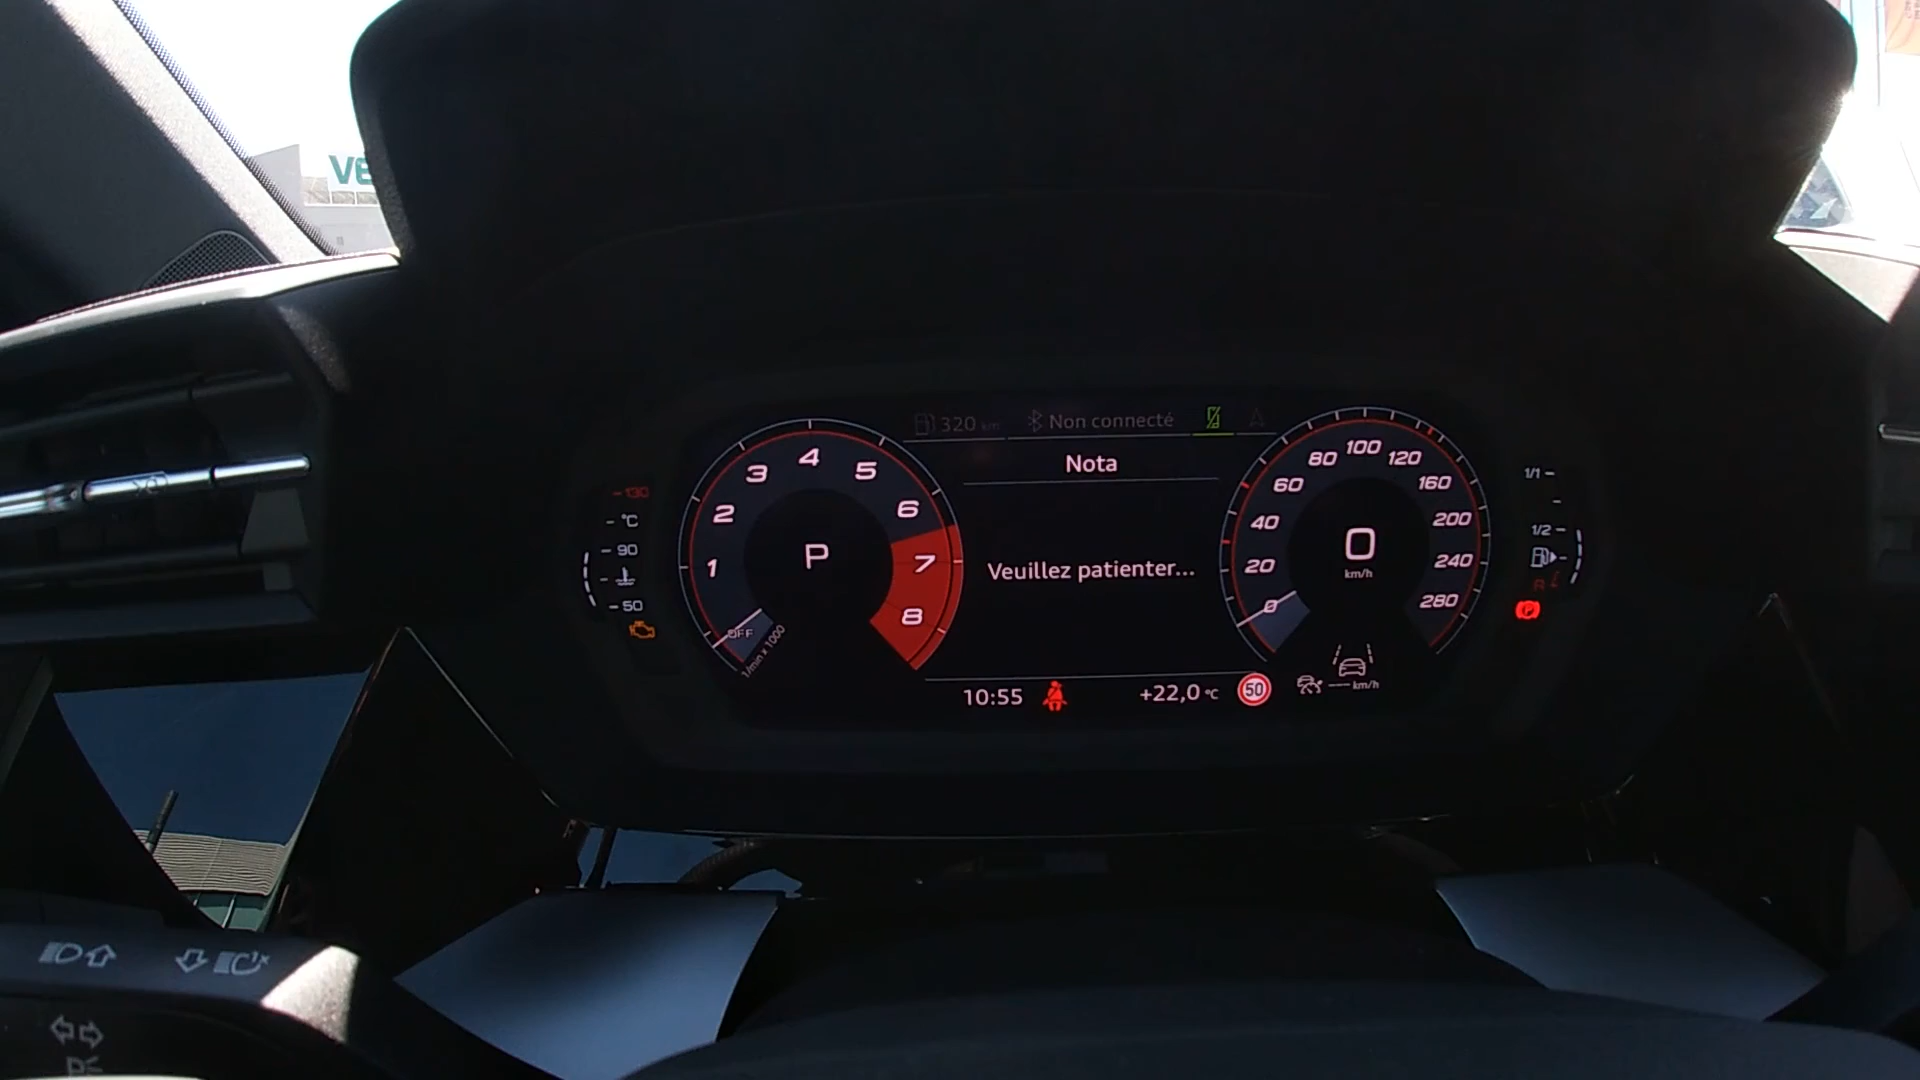 VE
320 km
Non connecté
Nota
Veuillez patienter...
10:55
+22,0 °C
50
130
°C
90
50
1
2
3
4
5
6
7
8
P
OFF
1/min x 1000
0
20
40
60
80
100
120
160
200
240
280
0
km/h
--- km/h
1/1
1/2
R
P